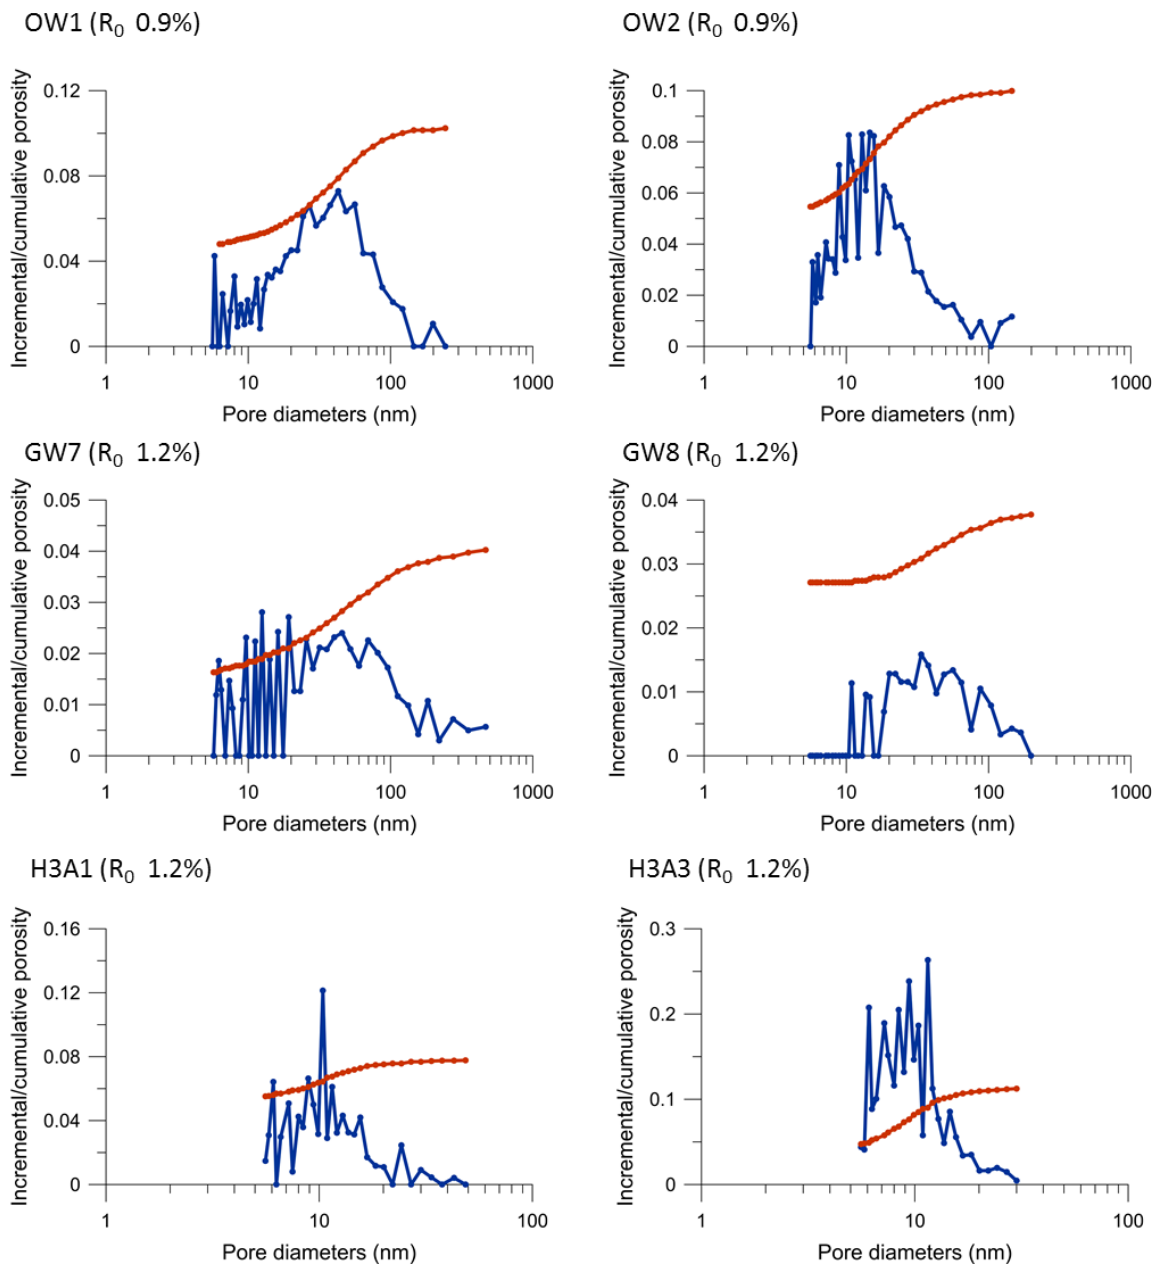 OW1 (R0 0.9%)
Incremental/cumulative porosity
0.12
0.08
0.04
0
1 10 100 1000
Pore diameters (nm)
OW2 (R0 0.9%)
Incremental/cumulative porosity
0.1
0.08
0.06
0.04
0.02
0
1 10 100 1000
Pore diameters (nm)
GW7 (R0 1.2%)
Incremental/cumulative porosity
0.05
0.04
0.03
0.02
0.01
0
1 10 100 1000
Pore diameters (nm)
GW8 (R0 1.2%)
Incremental/cumulative porosity
0.04
0.03
0.02
0.01
0
1 10 100 1000
Pore diameters (nm)
H3A1 (R0 1.2%)
Incremental/cumulative porosity
0.16
0.12
0.08
0.04
0
1 10 100
Pore diameters (nm)
H3A3 (R0 1.2%)
Incremental/cumulative porosity
0.3
0.2
0.1
0
1 10 100
Pore diameters (nm)